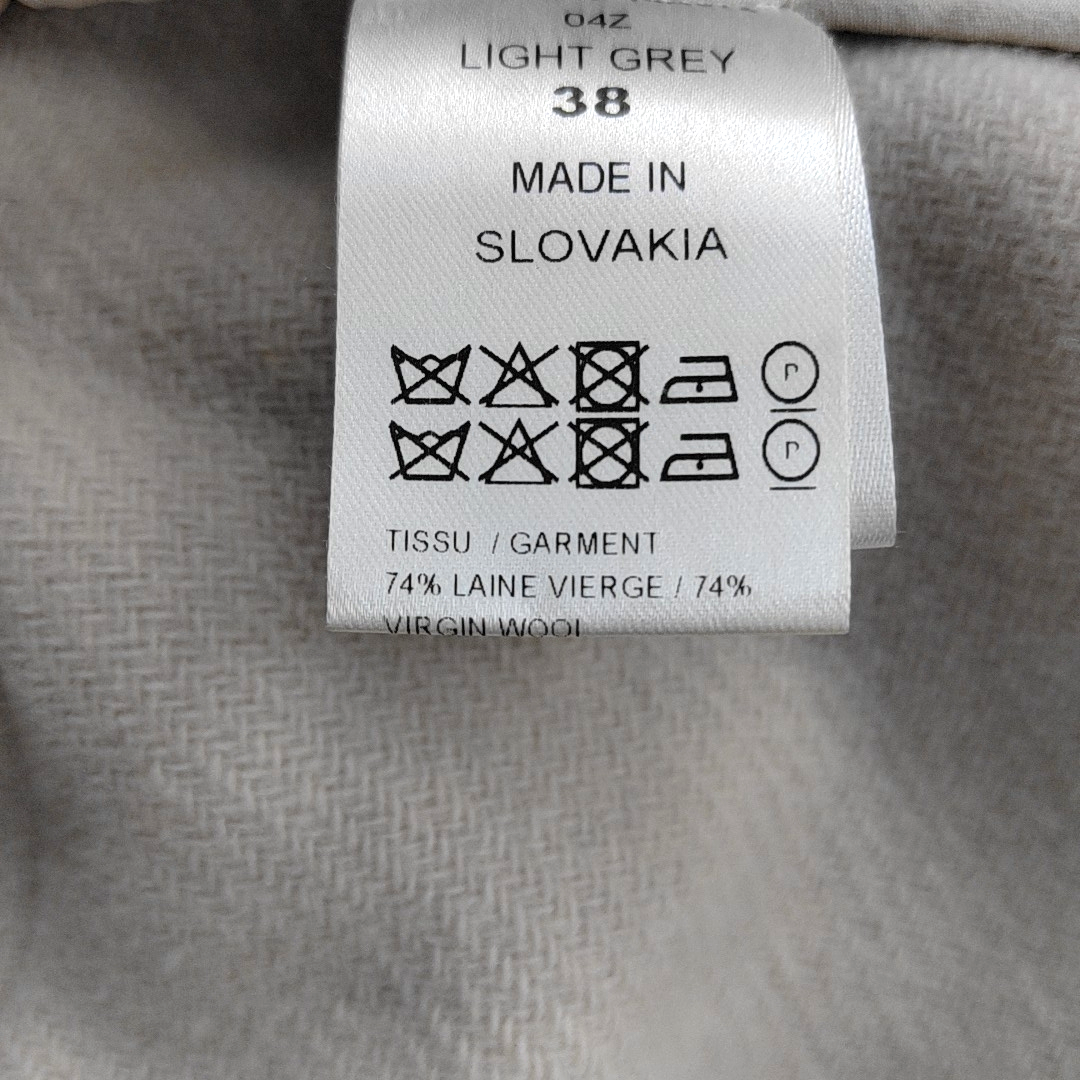 04Z
LIGHT GREY
38
MADE IN
SLOVAKIA
P P
P P
TISSU / GARMENT
74% LAINE VIERGE / 74%
VIRGIN WOOL